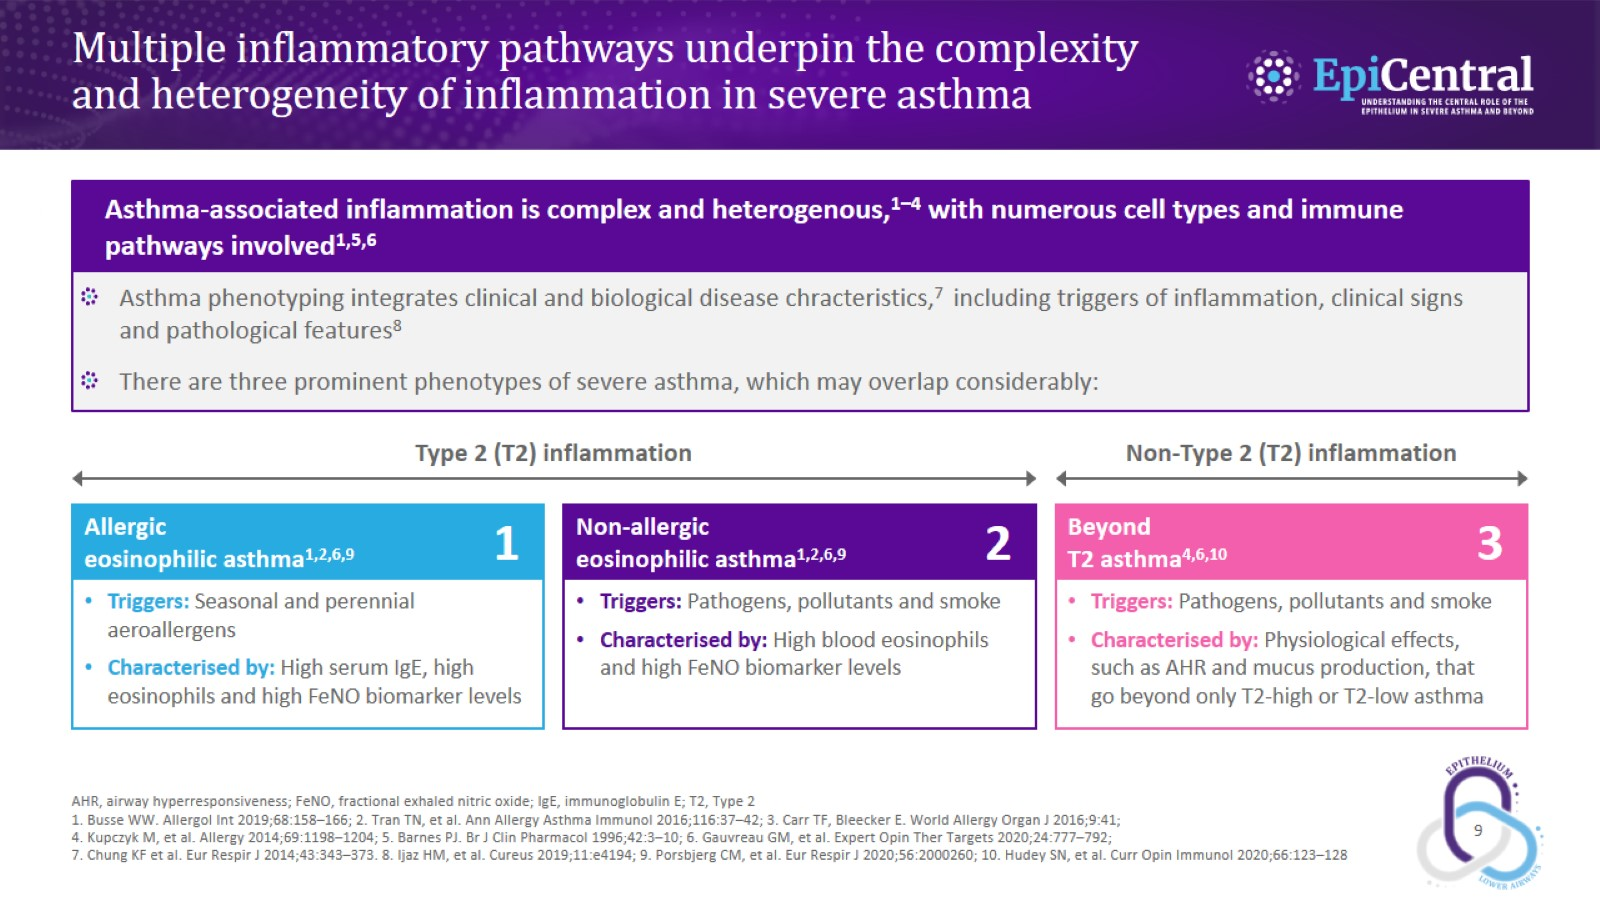 Multiple inflammatory pathways underpin the complexity
and heterogeneity of inflammation in severe asthma
EpiCentral
UNDERSTANDING THE CENTRAL ROLE OF THE
EPITHELIUM IN SEVERE ASTHMA AND BEYOND
Asthma-associated inflammation is complex and heterogenous,1–4 with numerous cell types and immune
pathways involved1,5,6
Asthma phenotyping integrates clinical and biological disease chracteristics,7 including triggers of inflammation, clinical signs
and pathological features8
There are three prominent phenotypes of severe asthma, which may overlap considerably:
Type 2 (T2) inflammation
Non-Type 2 (T2) inflammation
Allergic
eosinophilic asthma1,2,6,9
1
• Triggers: Seasonal and perennial
aeroallergens
• Characterised by: High serum IgE, high
eosinophils and high FeNO biomarker levels
Non-allergic
eosinophilic asthma1,2,6,9
2
• Triggers: Pathogens, pollutants and smoke
• Characterised by: High blood eosinophils
and high FeNO biomarker levels
Beyond
T2 asthma4,6,10
3
• Triggers: Pathogens, pollutants and smoke
• Characterised by: Physiological effects,
such as AHR and mucus production, that
go beyond only T2-high or T2-low asthma
AHR, airway hyperresponsiveness; FeNO, fractional exhaled nitric oxide; IgE, immunoglobulin E; T2, Type 2
1. Busse WW. Allergol Int 2019;68:158–166; 2. Tran TN, et al. Ann Allergy Asthma Immunol 2016;116:37–42; 3. Carr TF, Bleecker E. World Allergy Organ J 2016;9:41;
4. Kupczyk M, et al. Allergy 2014;69:1198–1204; 5. Barnes PJ. Br J Clin Pharmacol 1996;42:3–10; 6. Gauvreau GM, et al. Expert Opin Ther Targets 2020;24:777–792;
7. Chung KF et al. Eur Respir J 2014;43:343–373. 8. Ijaz HM, et al. Cureus 2019;11:e4194; 9. Porsbjerg CM, et al. Eur Respir J 2020;56:2000260; 10. Hudey SN, et al. Curr Opin Immunol 2020;66:123–128
EPITHELIUM
9
LOWER AIRWAYS